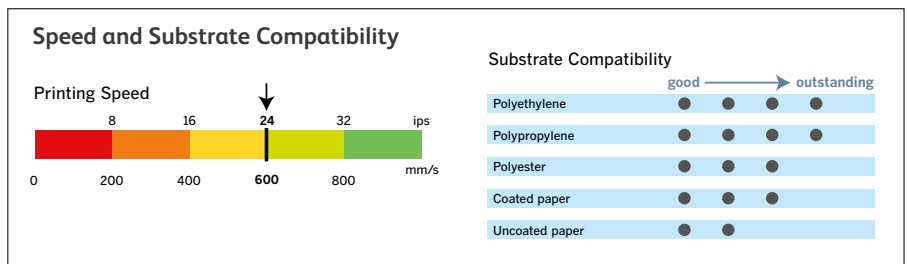 Speed and Substrate Compatibility
Printing Speed
8 16 24 32 ips
0 200 400 600 800 mm/s
Substrate Compatibility
good outstanding
Polyethylene
Polypropylene
Polyester
Coated paper
Uncoated paper